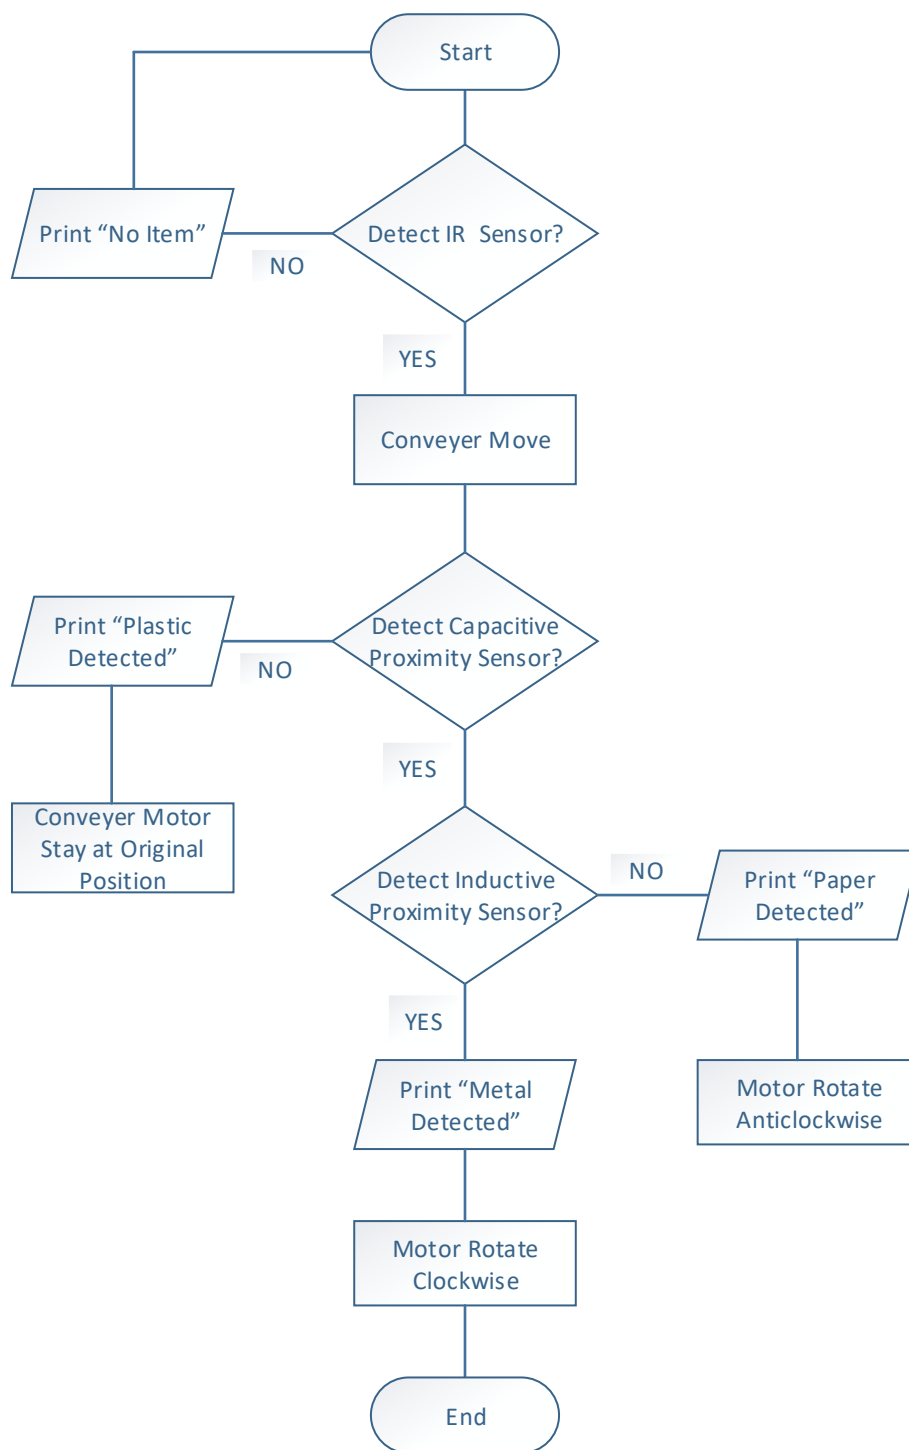 Start
Print “No Item”
NO
Detect IR  Sensor?
YES
Conveyer Move
Print “Plastic
Detected”
NO
Detect Capacitive
Proximity Sensor?
YES
Conveyer Motor
Stay at Original
Position
Detect Inductive
Proximity Sensor?
NO
Print “Paper
Detected”
YES
Print “Metal
Detected”
Motor Rotate
Anticlockwise
Motor Rotate
Clockwise
End